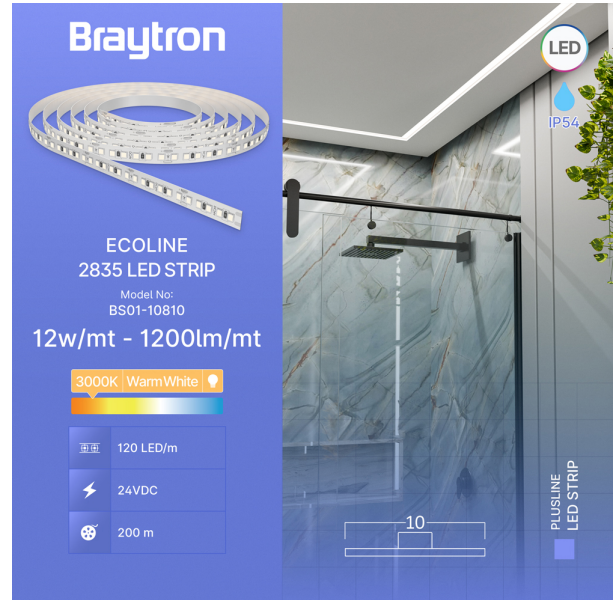 Braytron
ECOLINE
2835 LED STRIP
Model No:
BS01-10810
12w/mt - 1200lm/mt
3000K WarmWhite
120 LED/m
24VDC
200 m
LED
IP54
10
PLUSLINE
LED STRIP